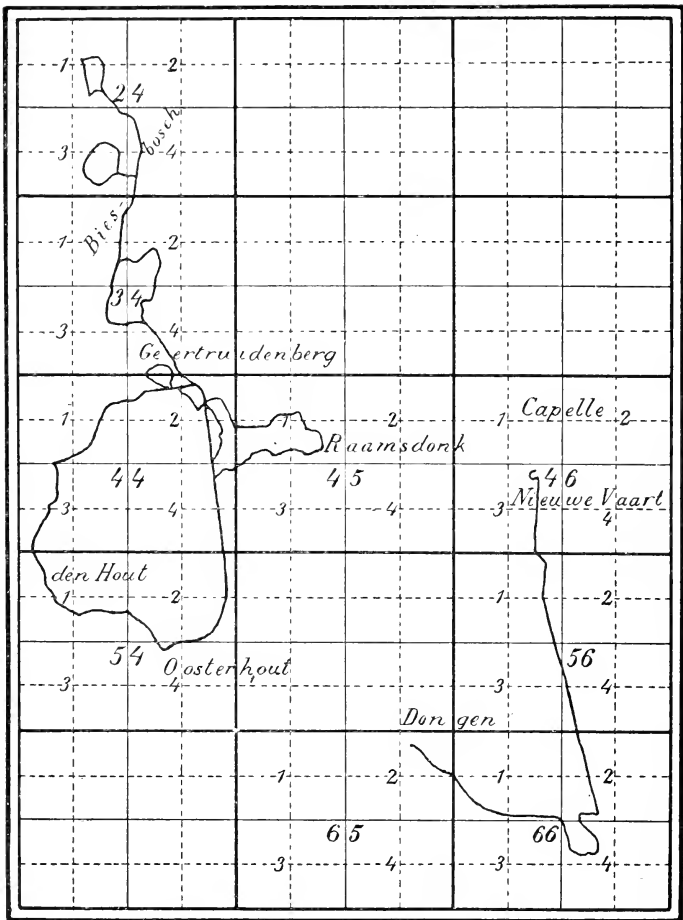 1 2
24
3 4
Bies-
bosch
1 2
34
3 4
Geertruidenberg
1 2 1 2 1 Capelle 2
Raamsdonk
44 45 46
Nieuwe Vaart
3 4 3 4 3 4
den Hout
1 2 1 2
54 56
Oosterhout
3 4 3 4
Dongen
1 2 1 2
65 66
3 4 3 4